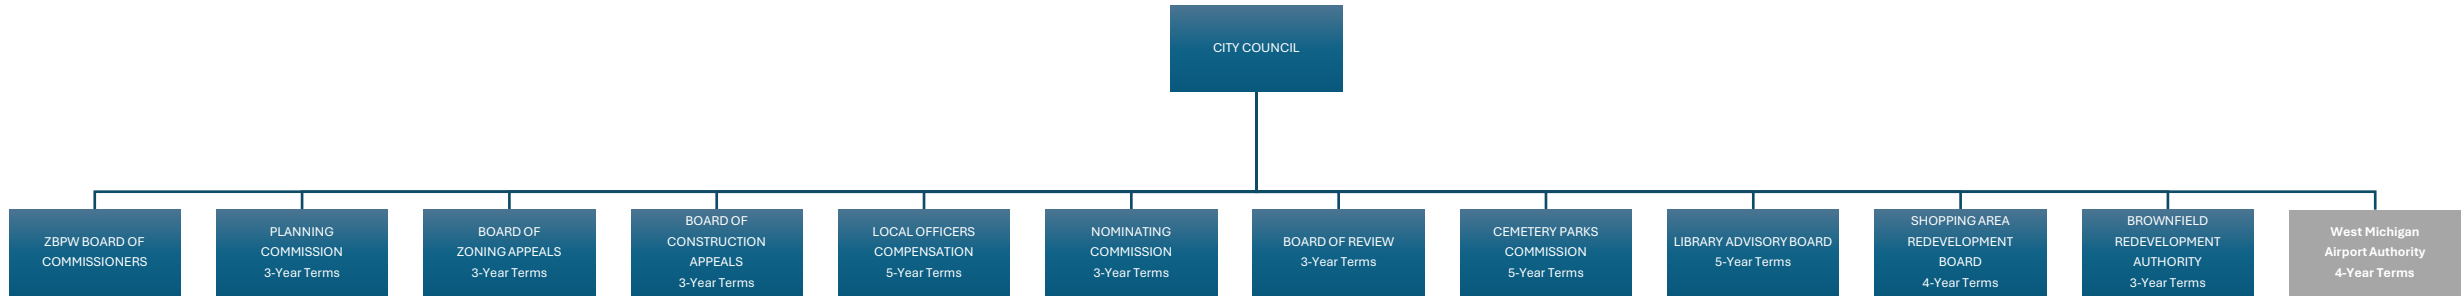 CITY COUNCIL
ZBPW BOARD OF
COMMISSIONERS
PLANNING
COMMISSION
3-Year Terms
BOARD OF
ZONING APPEALS
3-Year Terms
BOARD OF
CONSTRUCTION
APPEALS
3-Year Terms
LOCAL OFFICERS
COMPENSATION
5-Year Terms
NOMINATING
COMMISSION
3-Year Terms
BOARD OF REVIEW
3-Year Terms
CEMETERY PARKS
COMMISSION
5-Year Terms
LIBRARY ADVISORY BOARD
5-Year Terms
SHOPPING AREA
REDEVELOPMENT
BOARD
4-Year Terms
BROWNFIELD
REDEVELOPMENT
AUTHORITY
3-Year Terms
West Michigan
Airport Authority
4-Year Terms